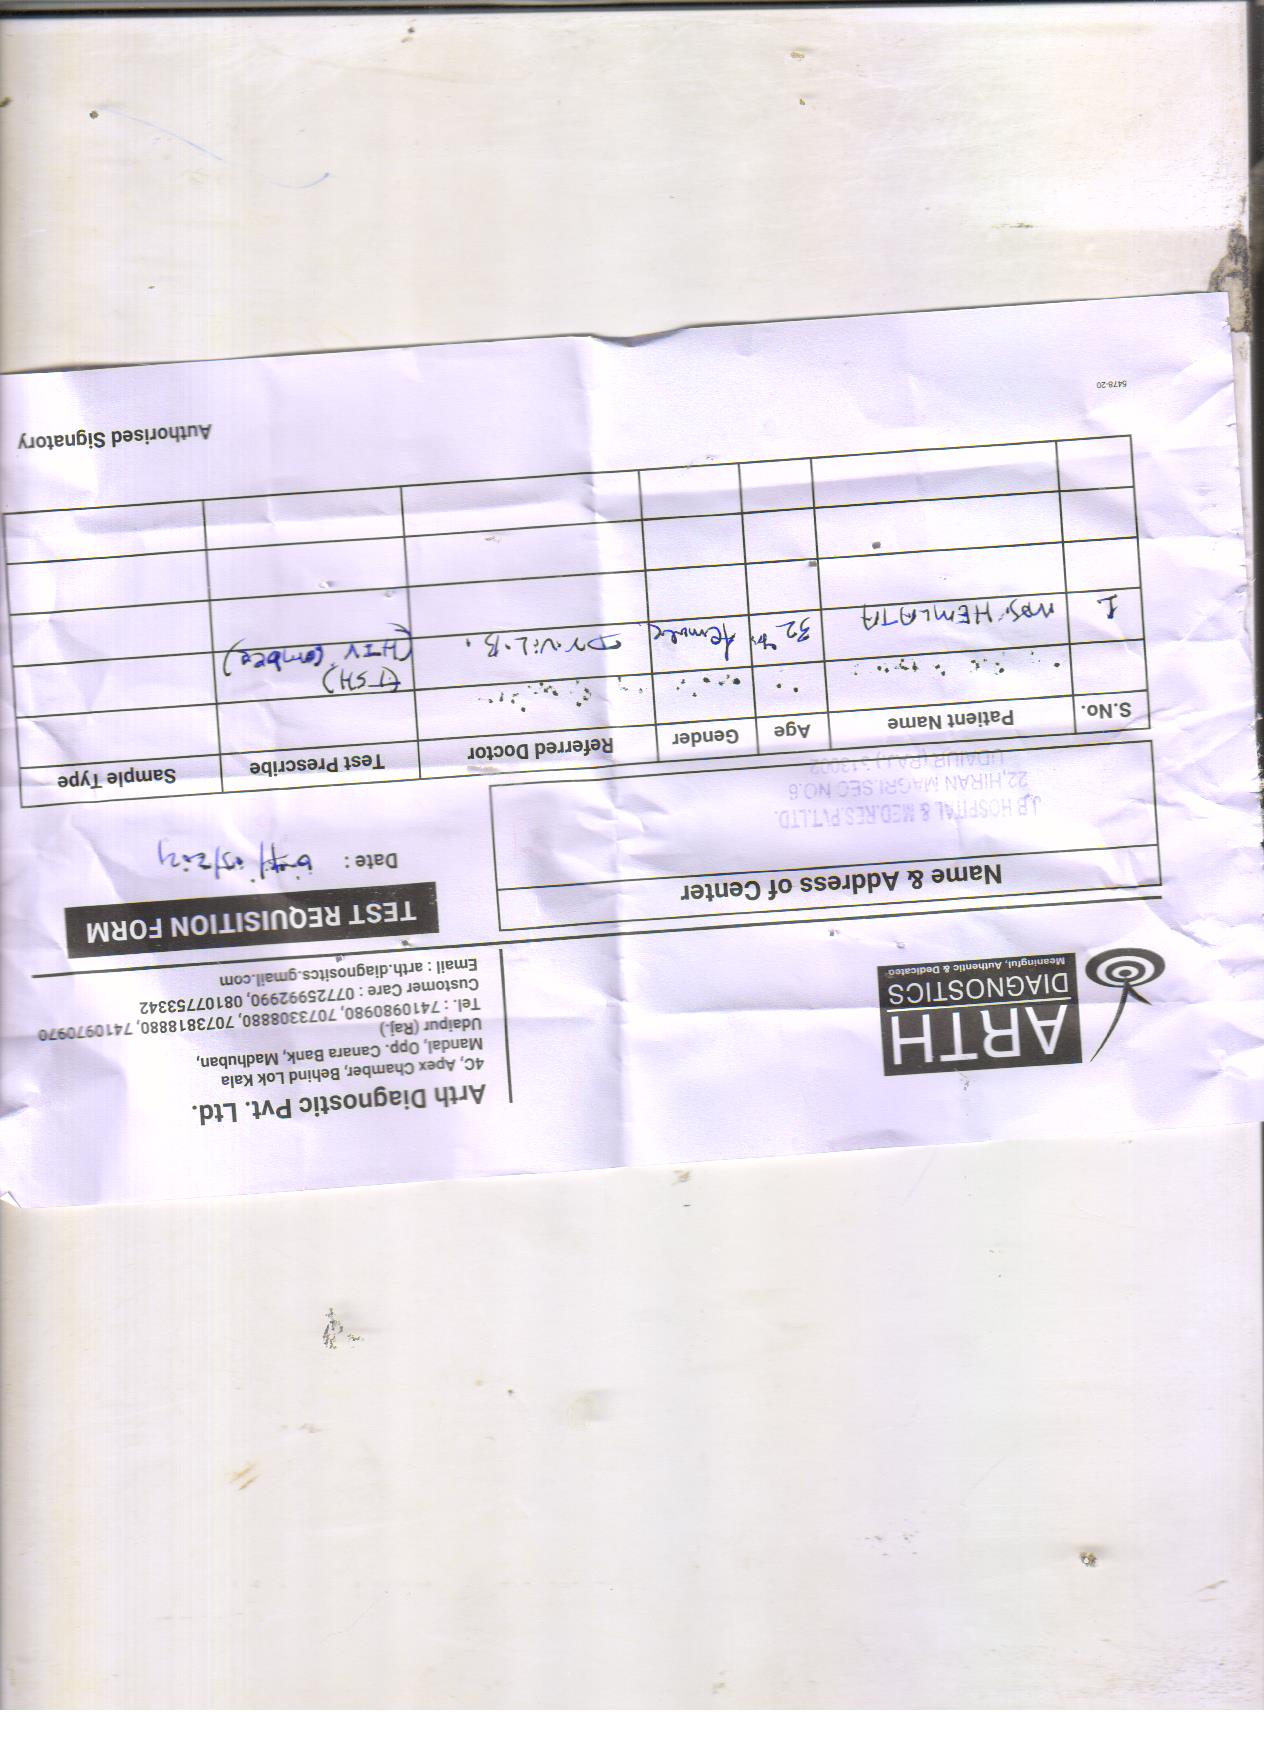 ARTH
DIAGNOSTICS
Meaningful, Authentic & Dedicated
Arth Diagnostic Pvt. Ltd.
4C, Apex Chamber, Behind Lok Kala
Mandal, Opp. Canara Bank, Madhuban,
Udaipur (Raj.)
Tel. : 7410980980, 7073308880, 7073818880, 7410970970
Customer Care : 07725992990, 08107753342
Email : arth.diagnositcs.gmail.com
Name & Address of Center
J.B HOSPITAL & MED.RES.PVT.LTD.
22,HIRAN MAGRI.SEC NO.6
UDAIPUR (RAJ.) 313002
TEST REQUISITION FORM
Date :
S.No. Patient Name Age Gender Referred Doctor Test Prescribe Sample Type
(TSH)
1 MRS. HEMLATA 32 female (HIV
Authorised Signatory
5478-20